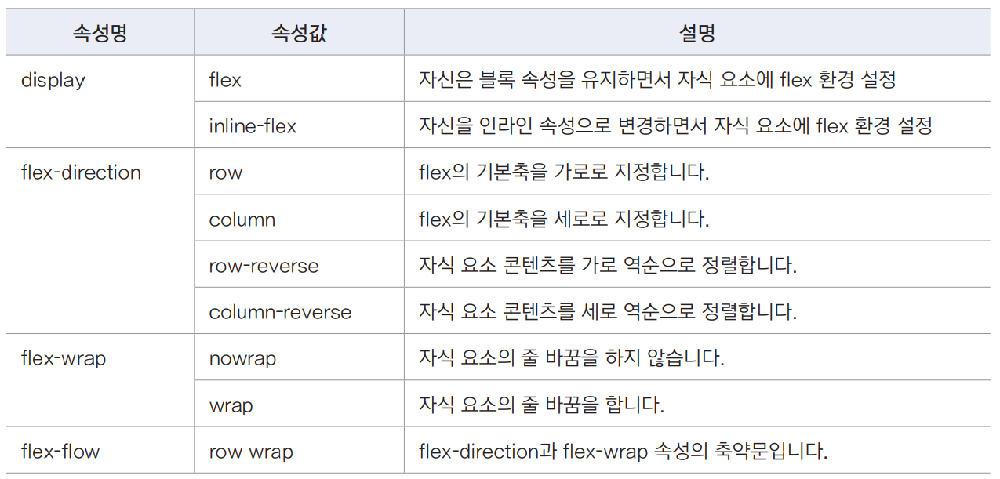 속성명 속성값 설명
display flex 자신은 블록 속성을 유지하면서 자식 요소에 flex 환경 설정
inline-flex 자신을 인라인 속성으로 변경하면서 자식 요소에 flex 환경 설정
flex-direction row flex의 기본축을 가로로 지정합니다.
column flex의 기본축을 세로로 지정합니다.
row-reverse 자식 요소 콘텐츠를 가로 역순으로 정렬합니다.
column-reverse 자식 요소 콘텐츠를 세로 역순으로 정렬합니다.
flex-wrap nowrap 자식 요소의 줄 바꿈을 하지 않습니다.
wrap 자식 요소의 줄 바꿈을 합니다.
flex-flow row wrap flex-direction과 flex-wrap 속성의 축약문입니다.